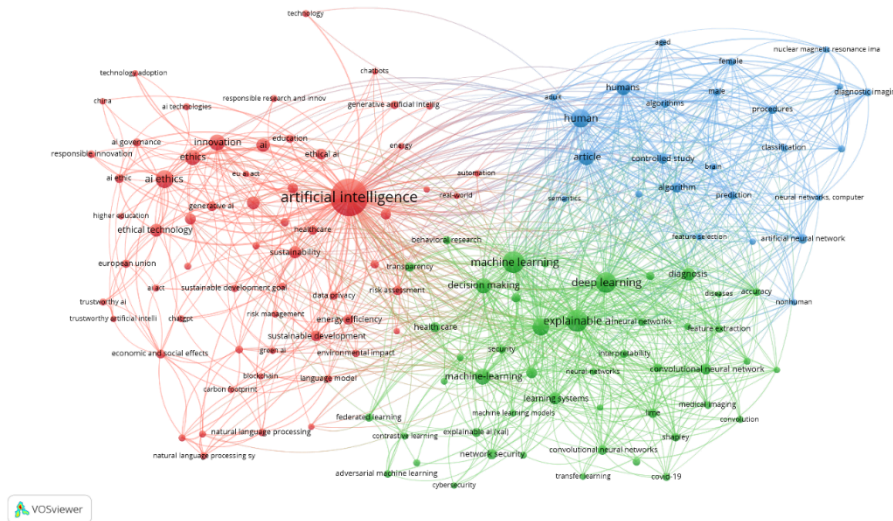 technology
aged
nuclear magnetic resonance ima
female
chatbots
technology adoption
humans
male
diagnostic imagin
china
responsible research and innov
adult
algorithms
ai technologies
generative artificial intellig
procedures
human
ai governance
innovation
ai
education
energy
classification
responsible innovation
ethics
ethical ai
article
controlled study
eu ai act
brain
ai ethic
ai ethics
automation
algorithm
artificial intelligence
real-world
prediction
neural networks, computer
generative ai
semantics
higher education
ethical technology
healthcare
behavioral research
feature selection
artificial neural network
sustainability
european union
transparency
machine learning
diagnosis
ai act
sustainable development goal
risk assessment
decision making
deep learning
diseases
accuracy
trustworthy ai
data privacy
nonhuman
trustworthy artificial intelli
chatgpt
risk management
energy efficiency
health care
explainable ai
neural networks
feature extraction
sustainable development
economic and social effects
green ai
environmental impact
security
interpretability
blockchain
language model
machine-learning
neural-networks
convolutional neural network
carbon footprint
learning systems
medical imaging
federated learning
machine learning models
lime
convolution
natural language processing
contrastive learning
explainable ai (xai)
shapley
natural language processing sy
network security
convolutional neural networks
adversarial machine learning
transfer learning
covid-19
cybersecurity
VOSviewer